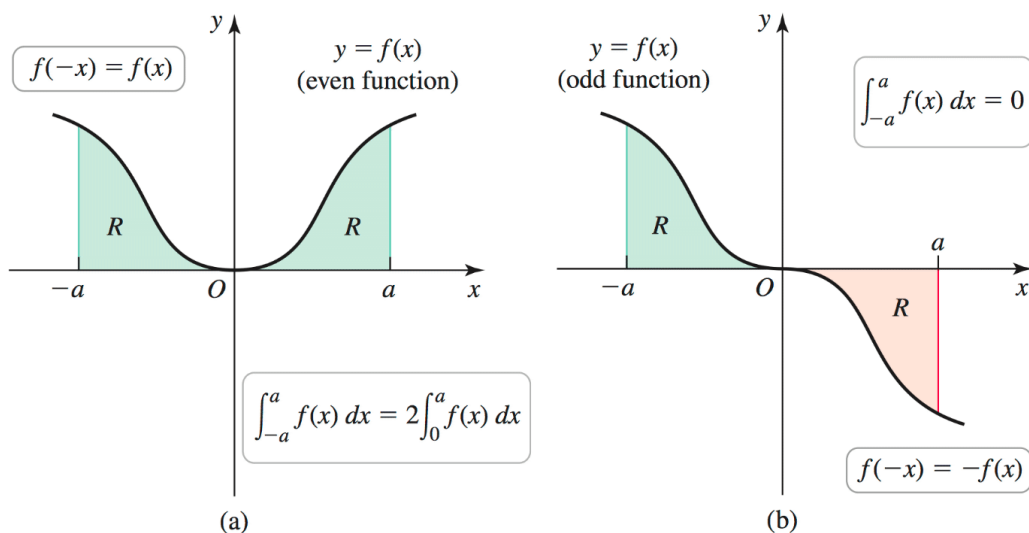 y
f(−x) = f(x)
y = f(x)
(even function)
R
R
−a
O
a
x
∫_{−a}^{a} f(x) dx = 2∫_{0}^{a} f(x) dx
(a)
y
y = f(x)
(odd function)
∫_{−a}^{a} f(x) dx = 0
R
a
−a
O
x
R
f(−x) = −f(x)
(b)